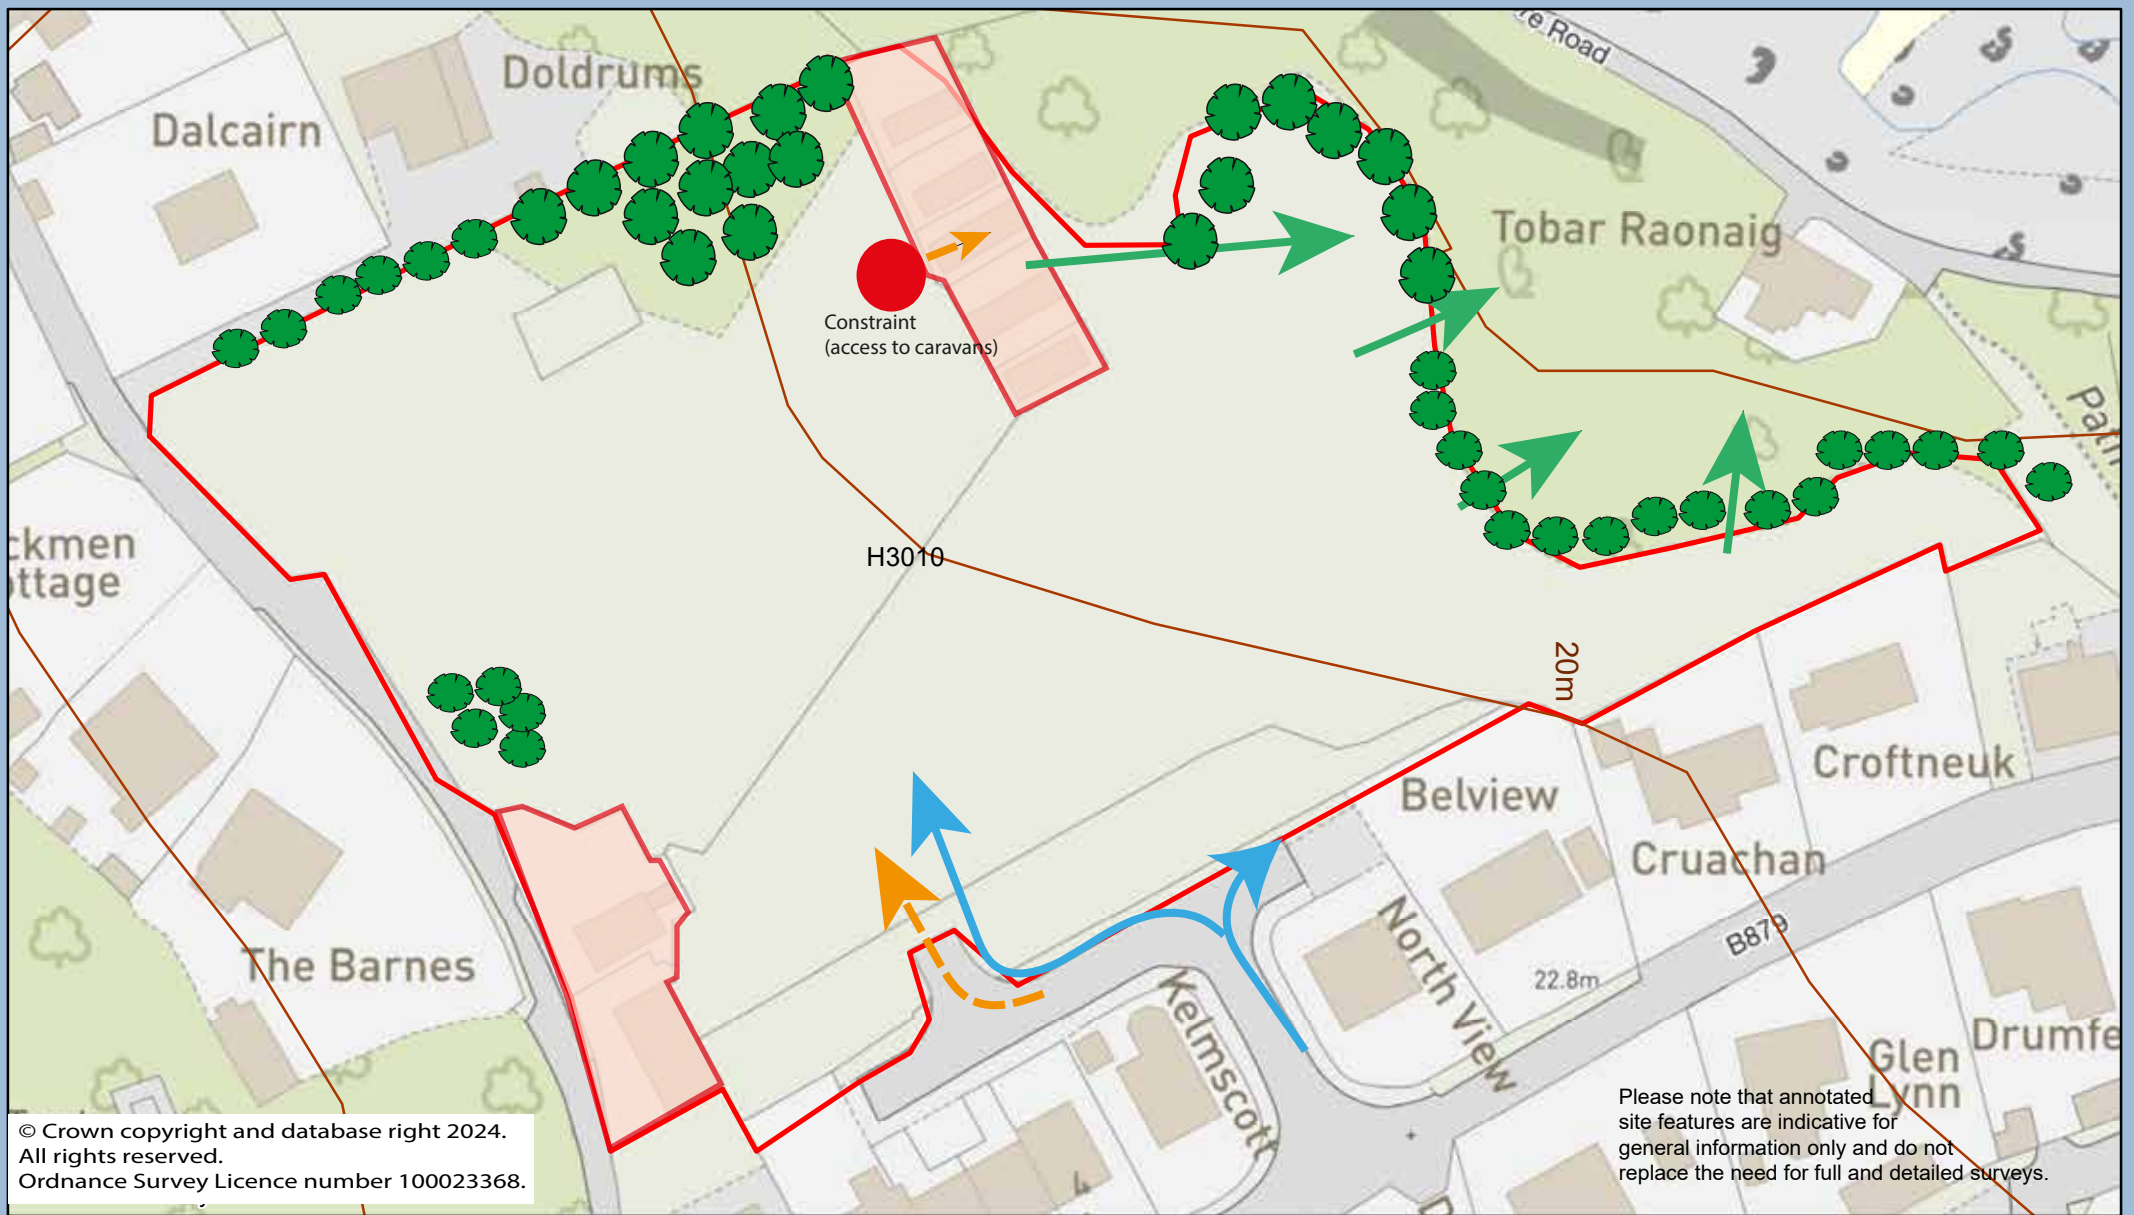 re Road
Doldrums
Dalcairn
Tobar Raonaig
Constraint
(access to caravans)
ckmen
ottage
H3010
20m
Croftneuk
Belview
Cruachan
North View
B879
22.8m
The Barnes
Kelmscott
Glen
Lynn
Drumfe
4
Please note that annotated
site features are indicative for
general information only and do not
replace the need for full and detailed surveys.
© Crown copyright and database right 2024.
All rights reserved.
Ordnance Survey Licence number 100023368.